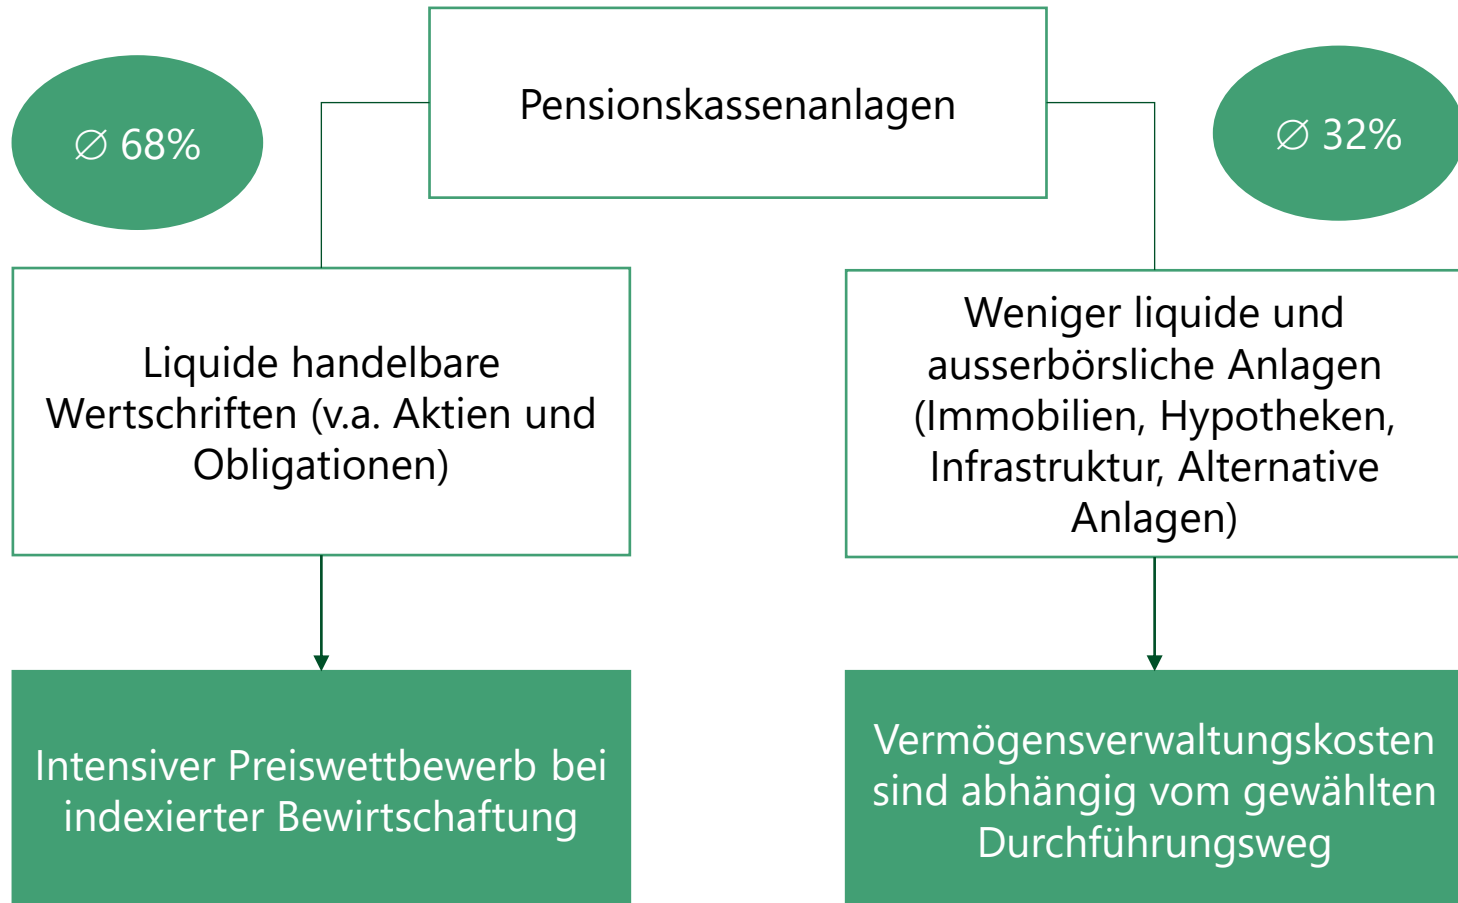 Pensionskassenanlagen
∅ 68%
∅ 32%
Liquide handelbare
Wertschriften (v.a. Aktien und
Obligationen)
Weniger liquide und
ausserbörsliche Anlagen
(Immobilien, Hypotheken,
Infrastruktur, Alternative
Anlagen)
Intensiver Preiswettbewerb bei
indexierter Bewirtschaftung
Vermögensverwaltungskosten
sind abhängig vom gewählten
Durchführungsweg